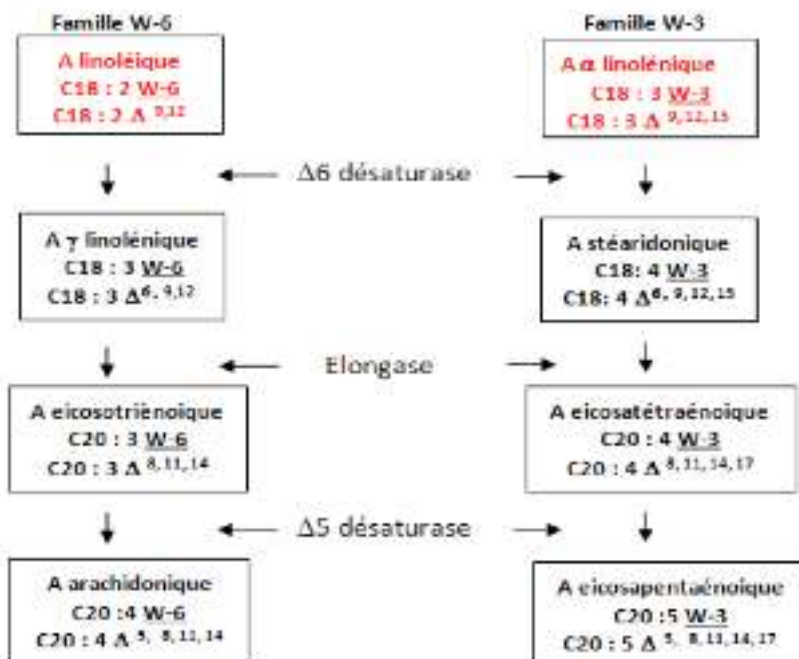 Famille W-6
A linoléique
C18 : 2 W-6
C18 : 2 Δ 9,12
Famille W-3
A α linolénique
C18 : 3 W-3
C18 : 3 Δ 9, 12, 15
Δ6 désaturase
A γ linolénique
C18 : 3 W-6
C18 : 3 Δ6, 9,12
A stéaridonique
C18: 4 W-3
C18: 4 Δ6, 9, 12, 15
Elongase
A eicosotriènoique
C20 : 3 W-6
C20 : 3 Δ 8,11, 14
A eicosatétraénoique
C20 : 4 W-3
C20 : 4 Δ 8, 11, 14, 17
Δ5 désaturase
A arachidonique
C20 :4 W-6
C20 : 4 Δ 5, 8, 11, 14
A eicosapentaénoique
C20 :5 W-3
C20 : 5 Δ 5, 8, 11, 14, 17